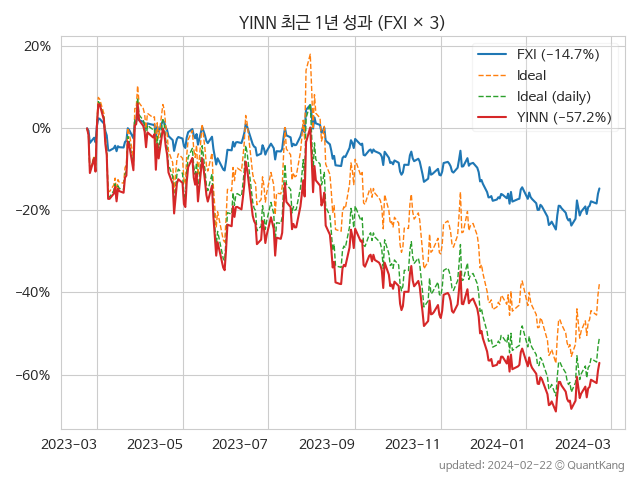 YINN 최근 1년 성과 (FXI × 3)
20%
0%
−20%
−40%
−60%
FXI (−14.7%)
Ideal
Ideal (daily)
YINN (−57.2%)
2023−03 2023−05 2023−07 2023−09 2023−11 2024−01 2024−03
updated: 2024−02−22 ⓒ QuantKang